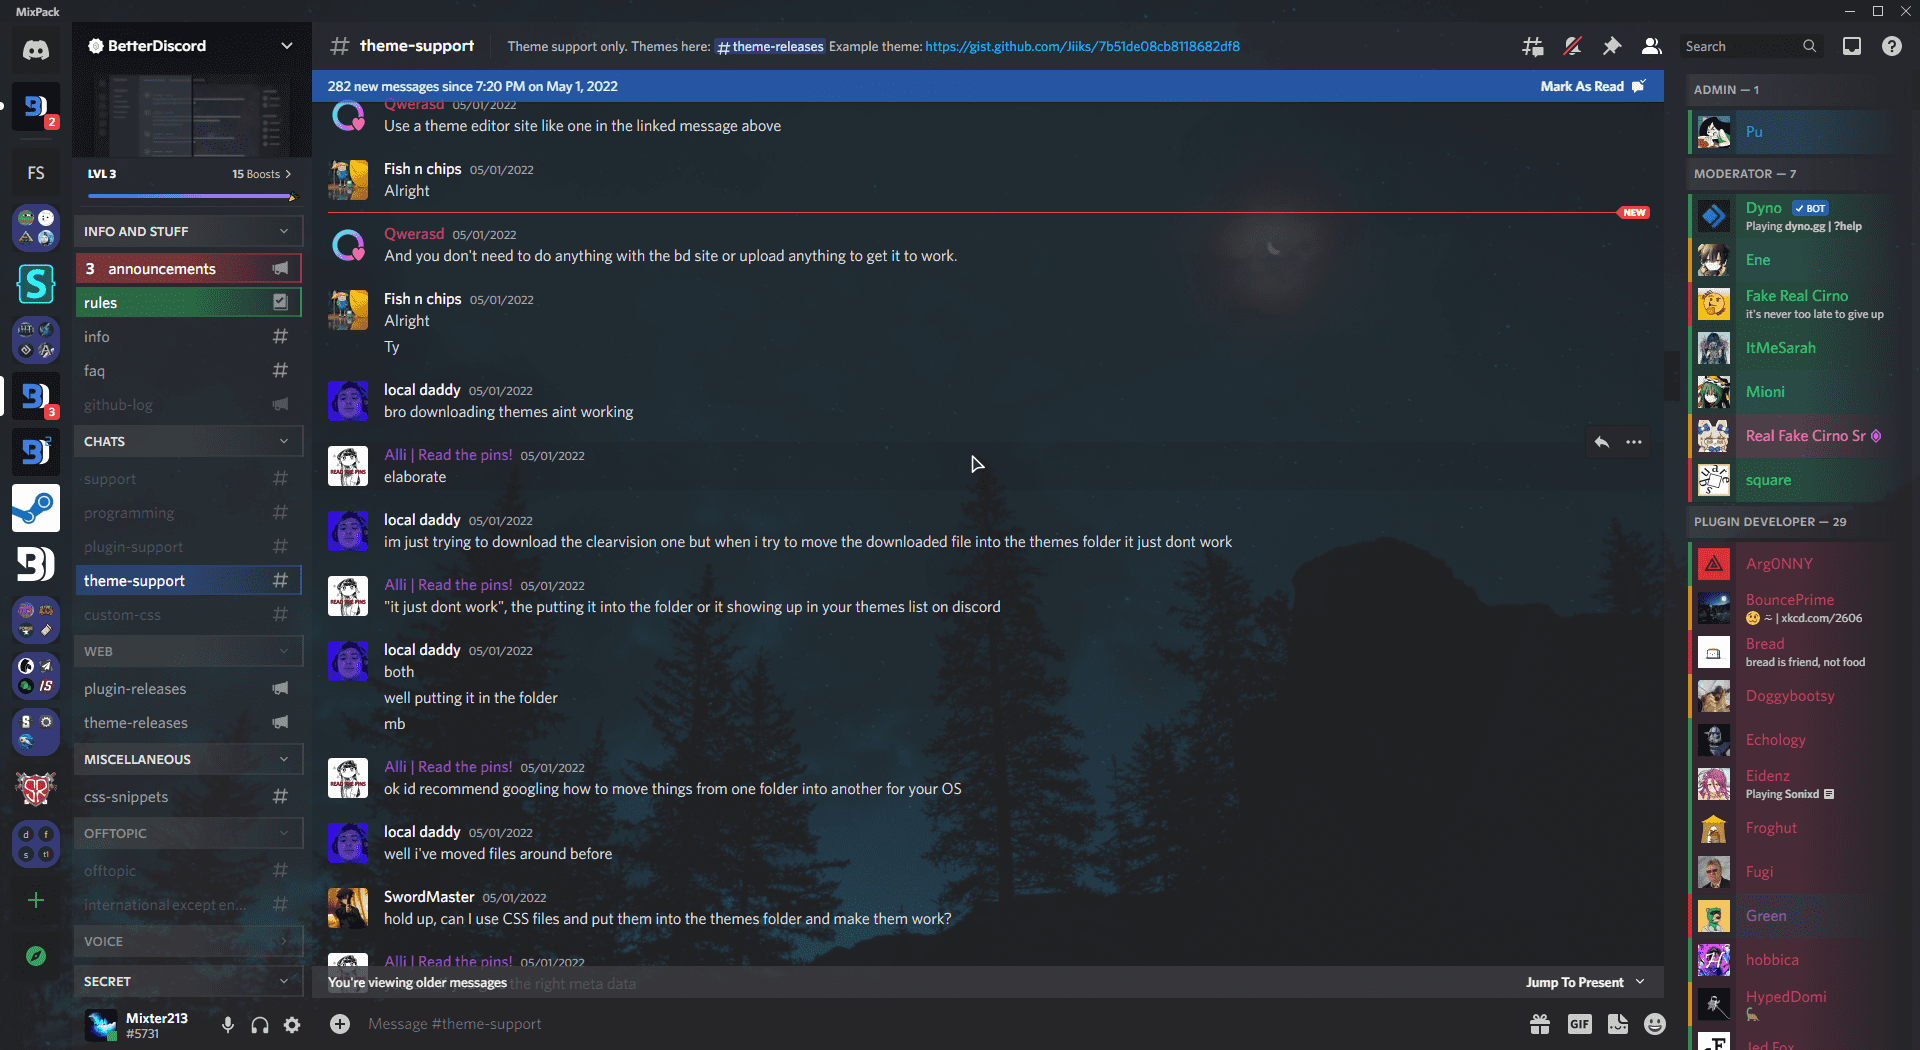 MixPack
BetterDiscord
LVL 3
15 Boosts
INFO AND STUFF
3 announcements
rules
info
faq
github-log
CHATS
support
programming
plugin-support
theme-support
custom-css
WEB
plugin-releases
theme-releases
MISCELLANEOUS
css-snippets
OFFTOPIC
offtopic
international except en...
VOICE
SECRET
Mixter213
#5731
2
FS
3
d f
s t1
# theme-support
Theme support only. Themes here: # theme-releases Example theme: https://gist.github.com/Jiiks/7b51de08cb8118682df8
Search
282 new messages since 7:20 PM on May 1, 2022
Mark As Read
Qwerasd 05/01/2022
Use a theme editor site like one in the linked message above
Fish n chips 05/01/2022
Alright
NEW
Qwerasd 05/01/2022
And you don't need to do anything with the bd site or upload anything to get it to work.
Fish n chips 05/01/2022
Alright
Ty
local daddy 05/01/2022
bro downloading themes aint working
Alli | Read the pins! 05/01/2022
elaborate
local daddy 05/01/2022
im just trying to download the clearvision one but when i try to move the downloaded file into the themes folder it just dont work
Alli | Read the pins! 05/01/2022
"it just dont work", the putting it into the folder or it showing up in your themes list on discord
local daddy 05/01/2022
both
well putting it in the folder
mb
Alli | Read the pins! 05/01/2022
ok id recommend googling how to move things from one folder into another for your OS
local daddy 05/01/2022
well i've moved files around before
SwordMaster 05/01/2022
hold up, can I use CSS files and put them into the themes folder and make them work?
Alli | Read the pins! 05/01/2022
the right meta data
You're viewing older messages
Jump To Present
Message #theme-support
GIF
ADMIN — 1
Pu
MODERATOR — 7
Dyno ✓ BOT
Playing dyno.gg | ?help
Ene
Fake Real Cirno
it's never too late to give up
ItMeSarah
Mioni
Real Fake Cirno Sr
square
PLUGIN DEVELOPER — 29
Arg0NNY
BouncePrime
~ | xkcd.com/2606
Bread
bread is friend, not food
Doggybootsy
Echology
Eidenz
Playing Sonixd
Froghut
Fugi
Green
hobbica
HypedDomi
Jed Fox